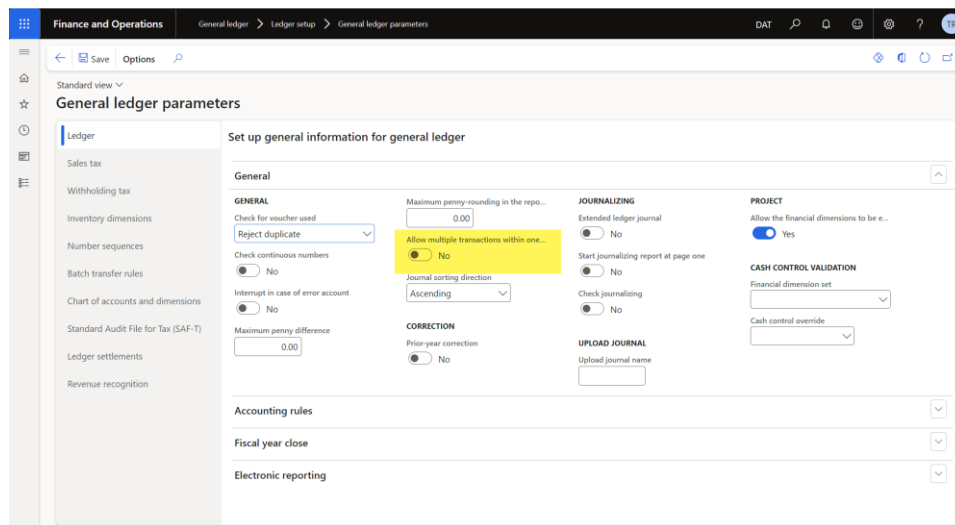 Finance and Operations
General ledger > Ledger setup > General ledger parameters
DAT
TR
Save
Options
Standard view
General ledger parameters
Ledger
Sales tax
Withholding tax
Inventory dimensions
Number sequences
Batch transfer rules
Chart of accounts and dimensions
Standard Audit File for Tax (SAF-T)
Ledger settlements
Revenue recognition
Set up general information for general ledger
General
GENERAL
Check for voucher used
Reject duplicate
Check continuous numbers
No
Interrupt in case of error account
No
Maximum penny difference
0.00
Maximum penny-rounding in the repo...
0.00
Allow multiple transactions within one...
No
Journal sorting direction
Ascending
CORRECTION
Prior-year correction
No
JOURNALIZING
Extended ledger journal
No
Start journalizing report at page one
No
Check journalizing
No
UPLOAD JOURNAL
Upload journal name
PROJECT
Allow the financial dimensions to be e...
Yes
CASH CONTROL VALIDATION
Financial dimension set
Cash control override
Accounting rules
Fiscal year close
Electronic reporting